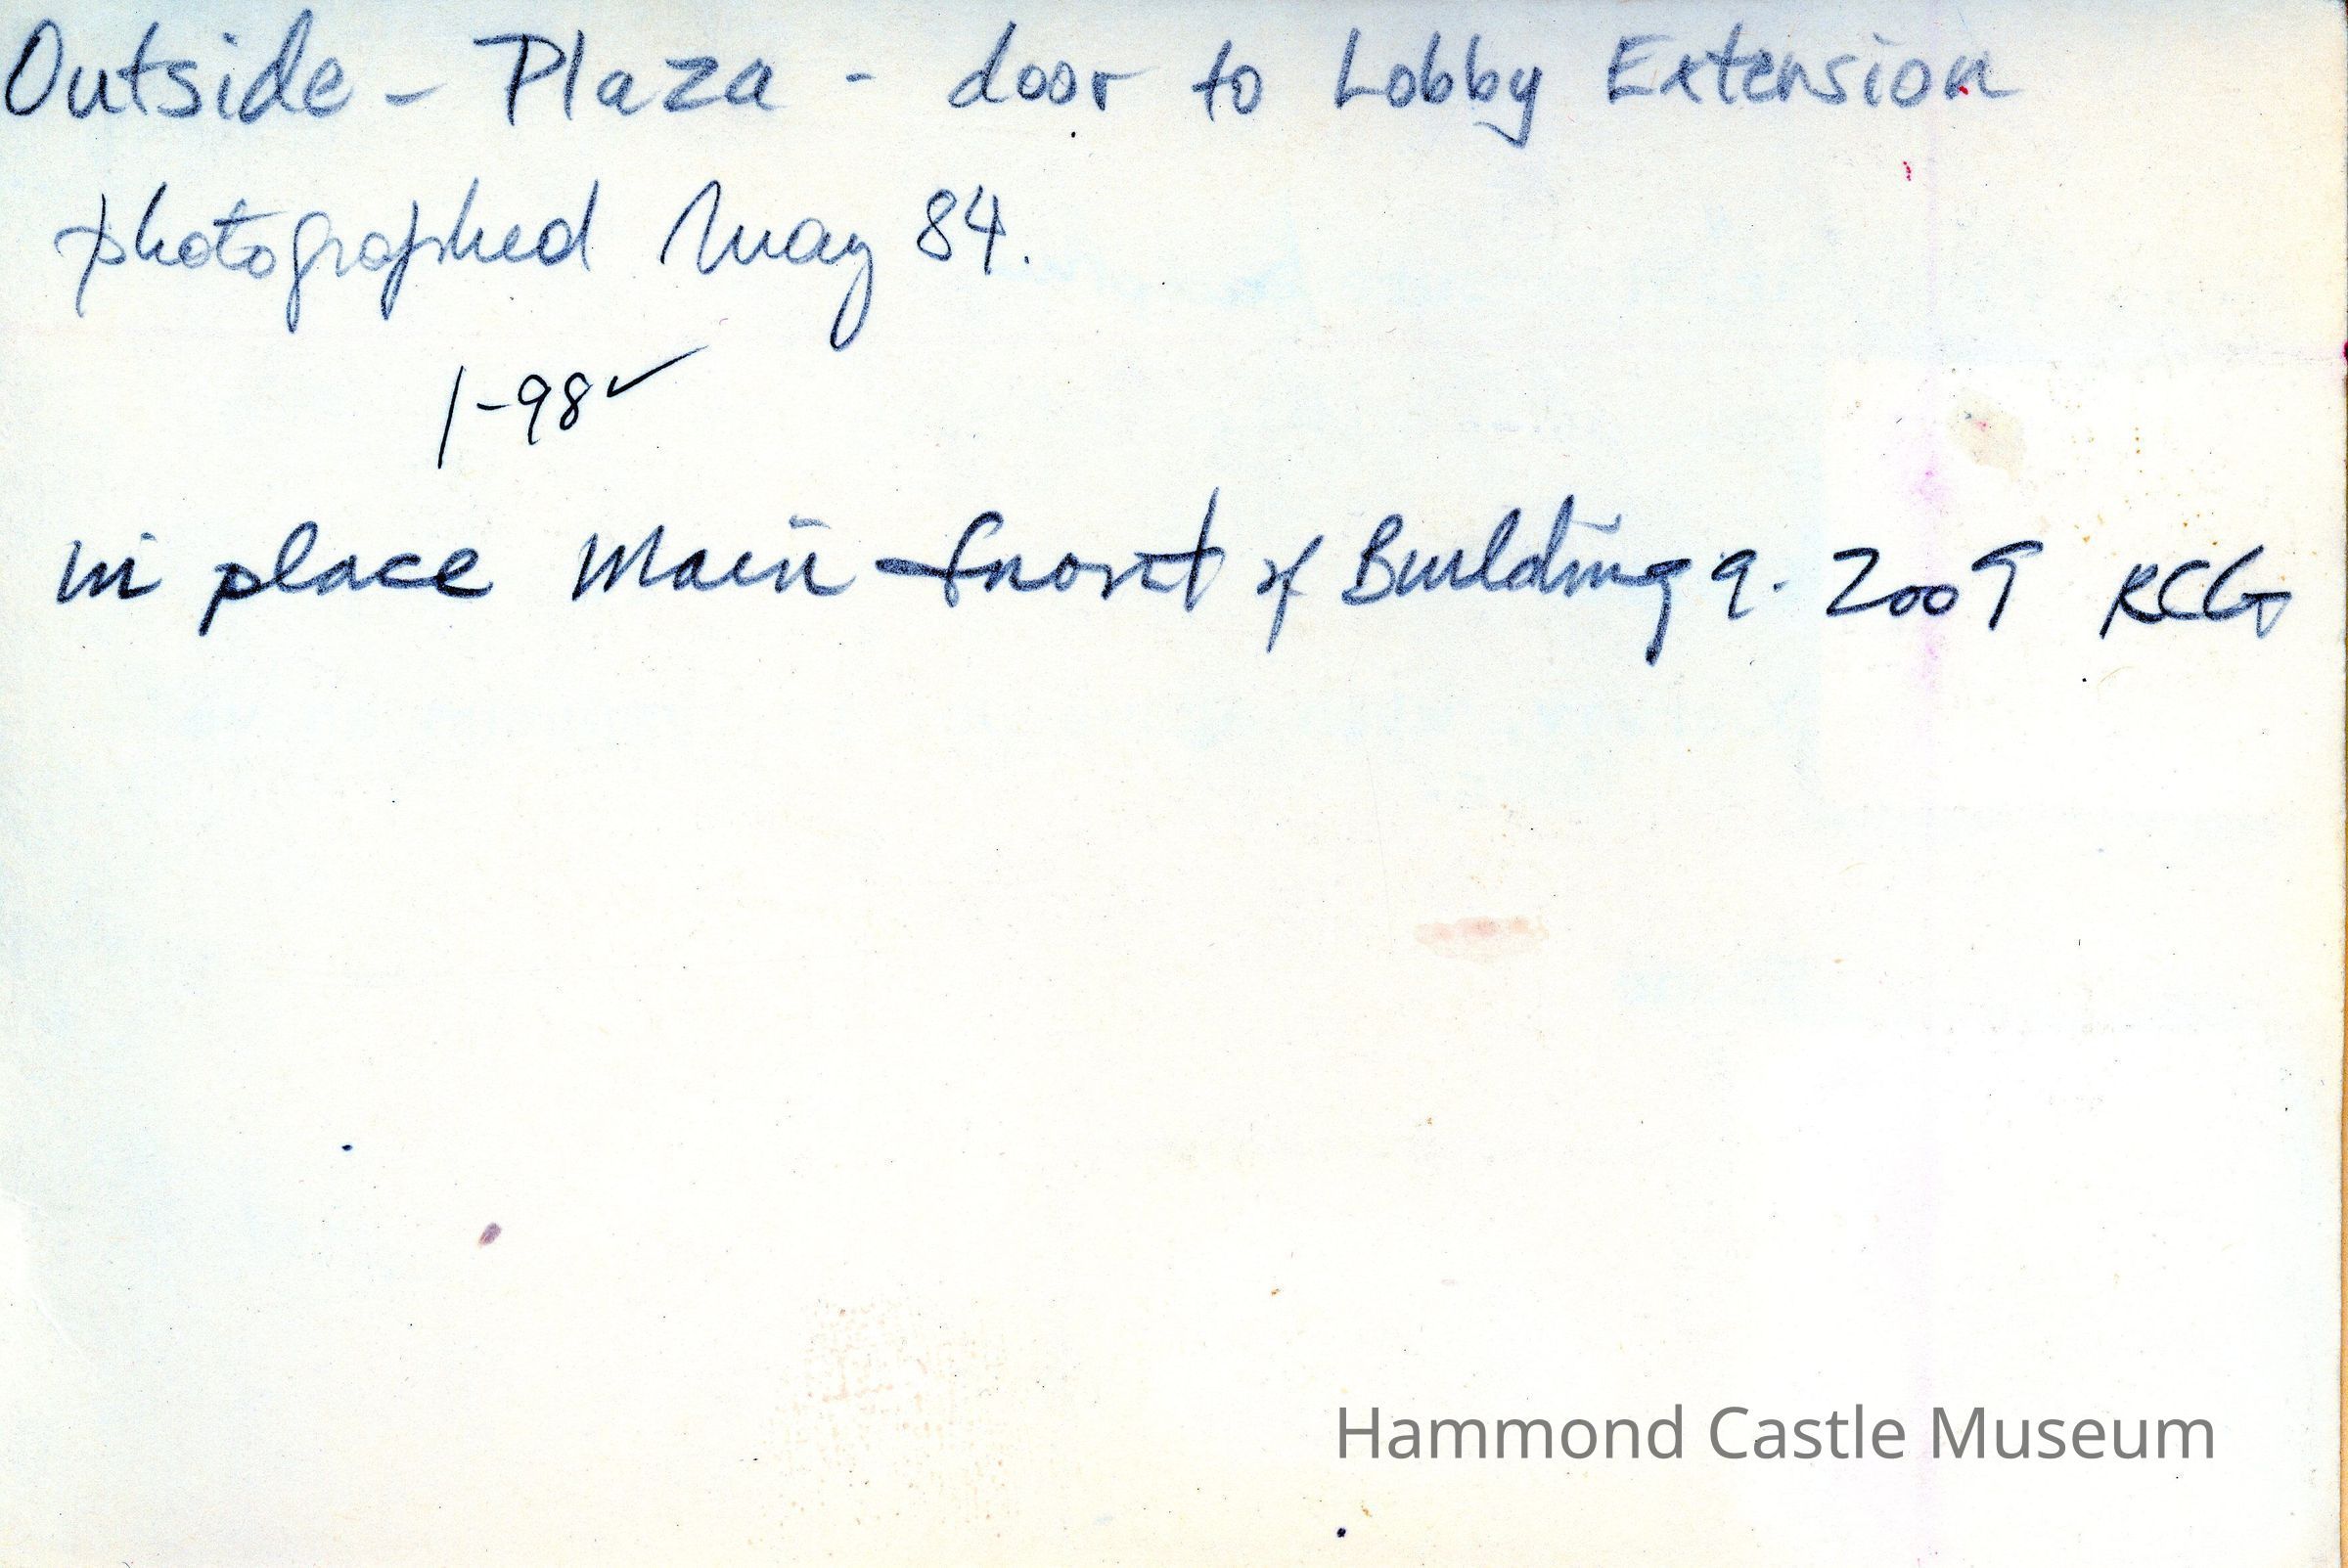 Outside - Plaza - door to Lobby Extension
photographed May 84.
1-98 ✓
in place Main front of Building 9. 2009 RCG
Hammond Castle Museum